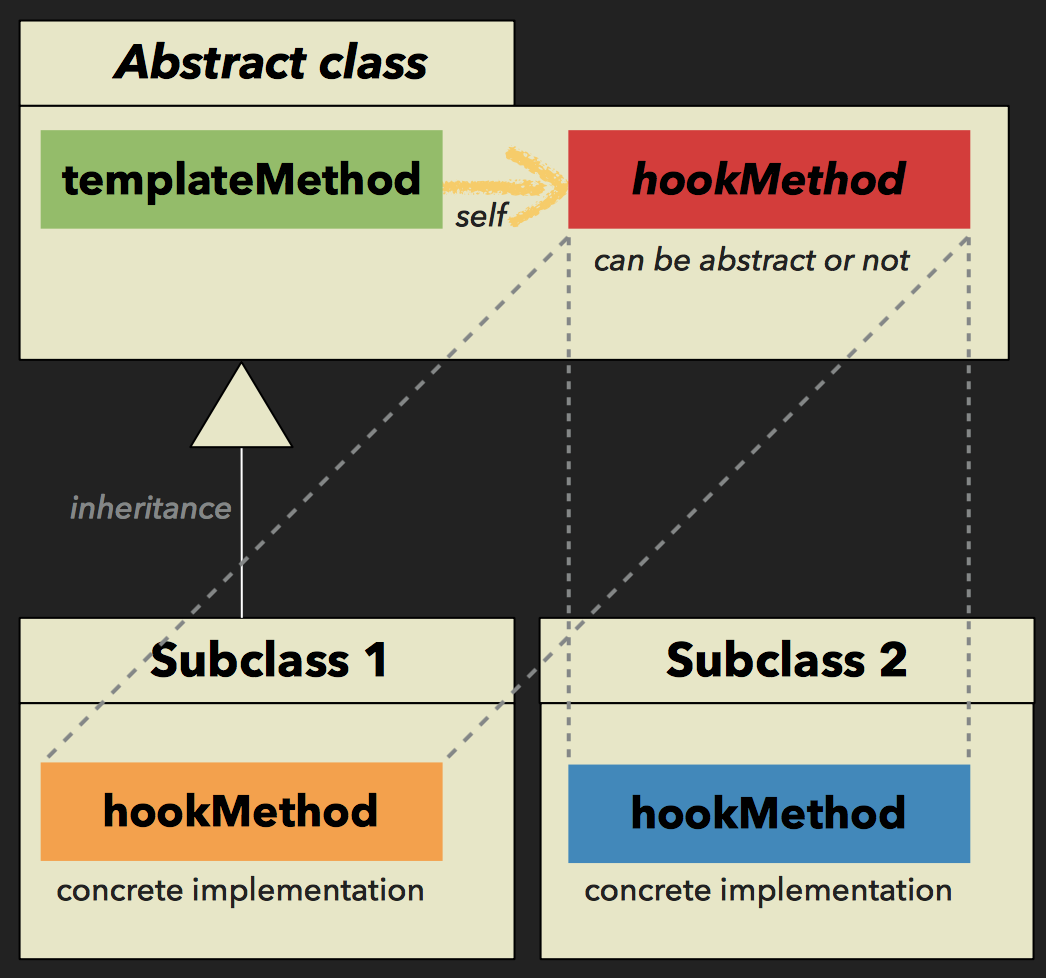 Abstract class
templateMethod
self
hookMethod
can be abstract or not
inheritance
Subclass 1
hookMethod
concrete implementation
Subclass 2
hookMethod
concrete implementation